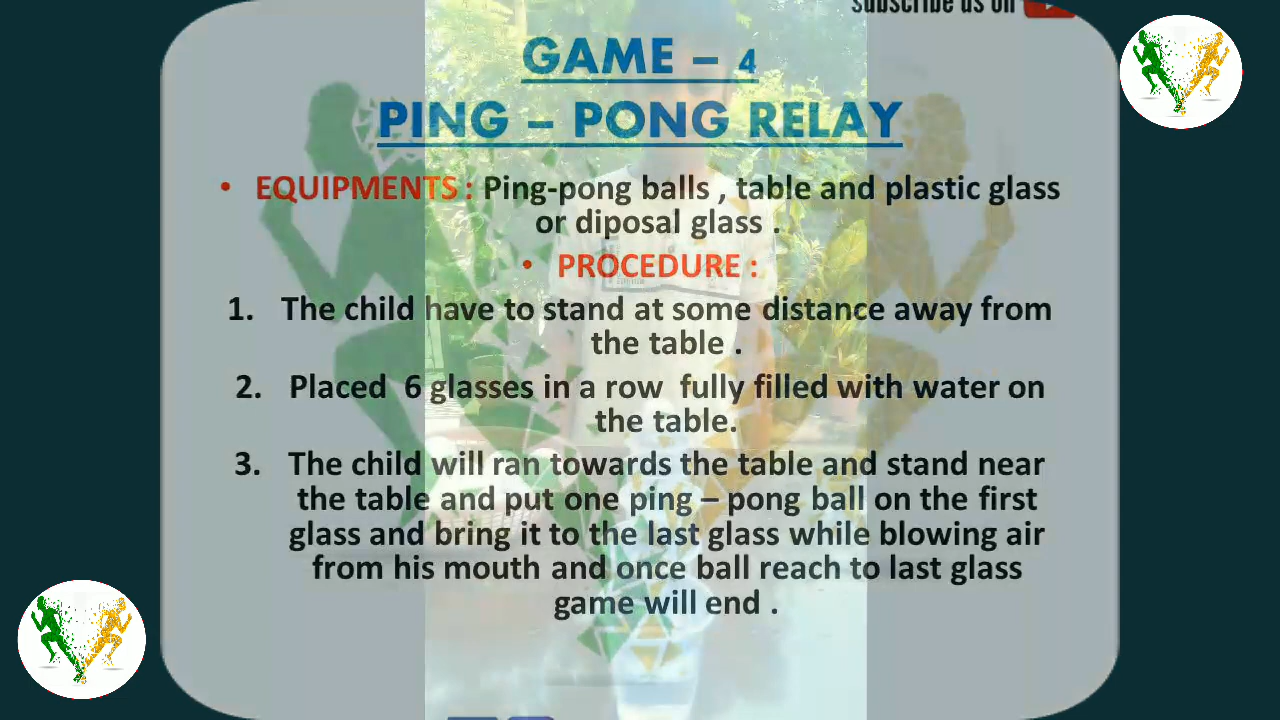 subscribe us on
GAME – 4
PING – PONG RELAY
• EQUIPMENTS : Ping-pong balls , table and plastic glass
or diposal glass .
• PROCEDURE :
1. The child have to stand at some distance away from
the table .
2. Placed 6 glasses in a row fully filled with water on
the table.
3. The child will ran towards the table and stand near
the table and put one ping – pong ball on the first
glass and bring it to the last glass while blowing air
from his mouth and once ball reach to last glass
game will end .